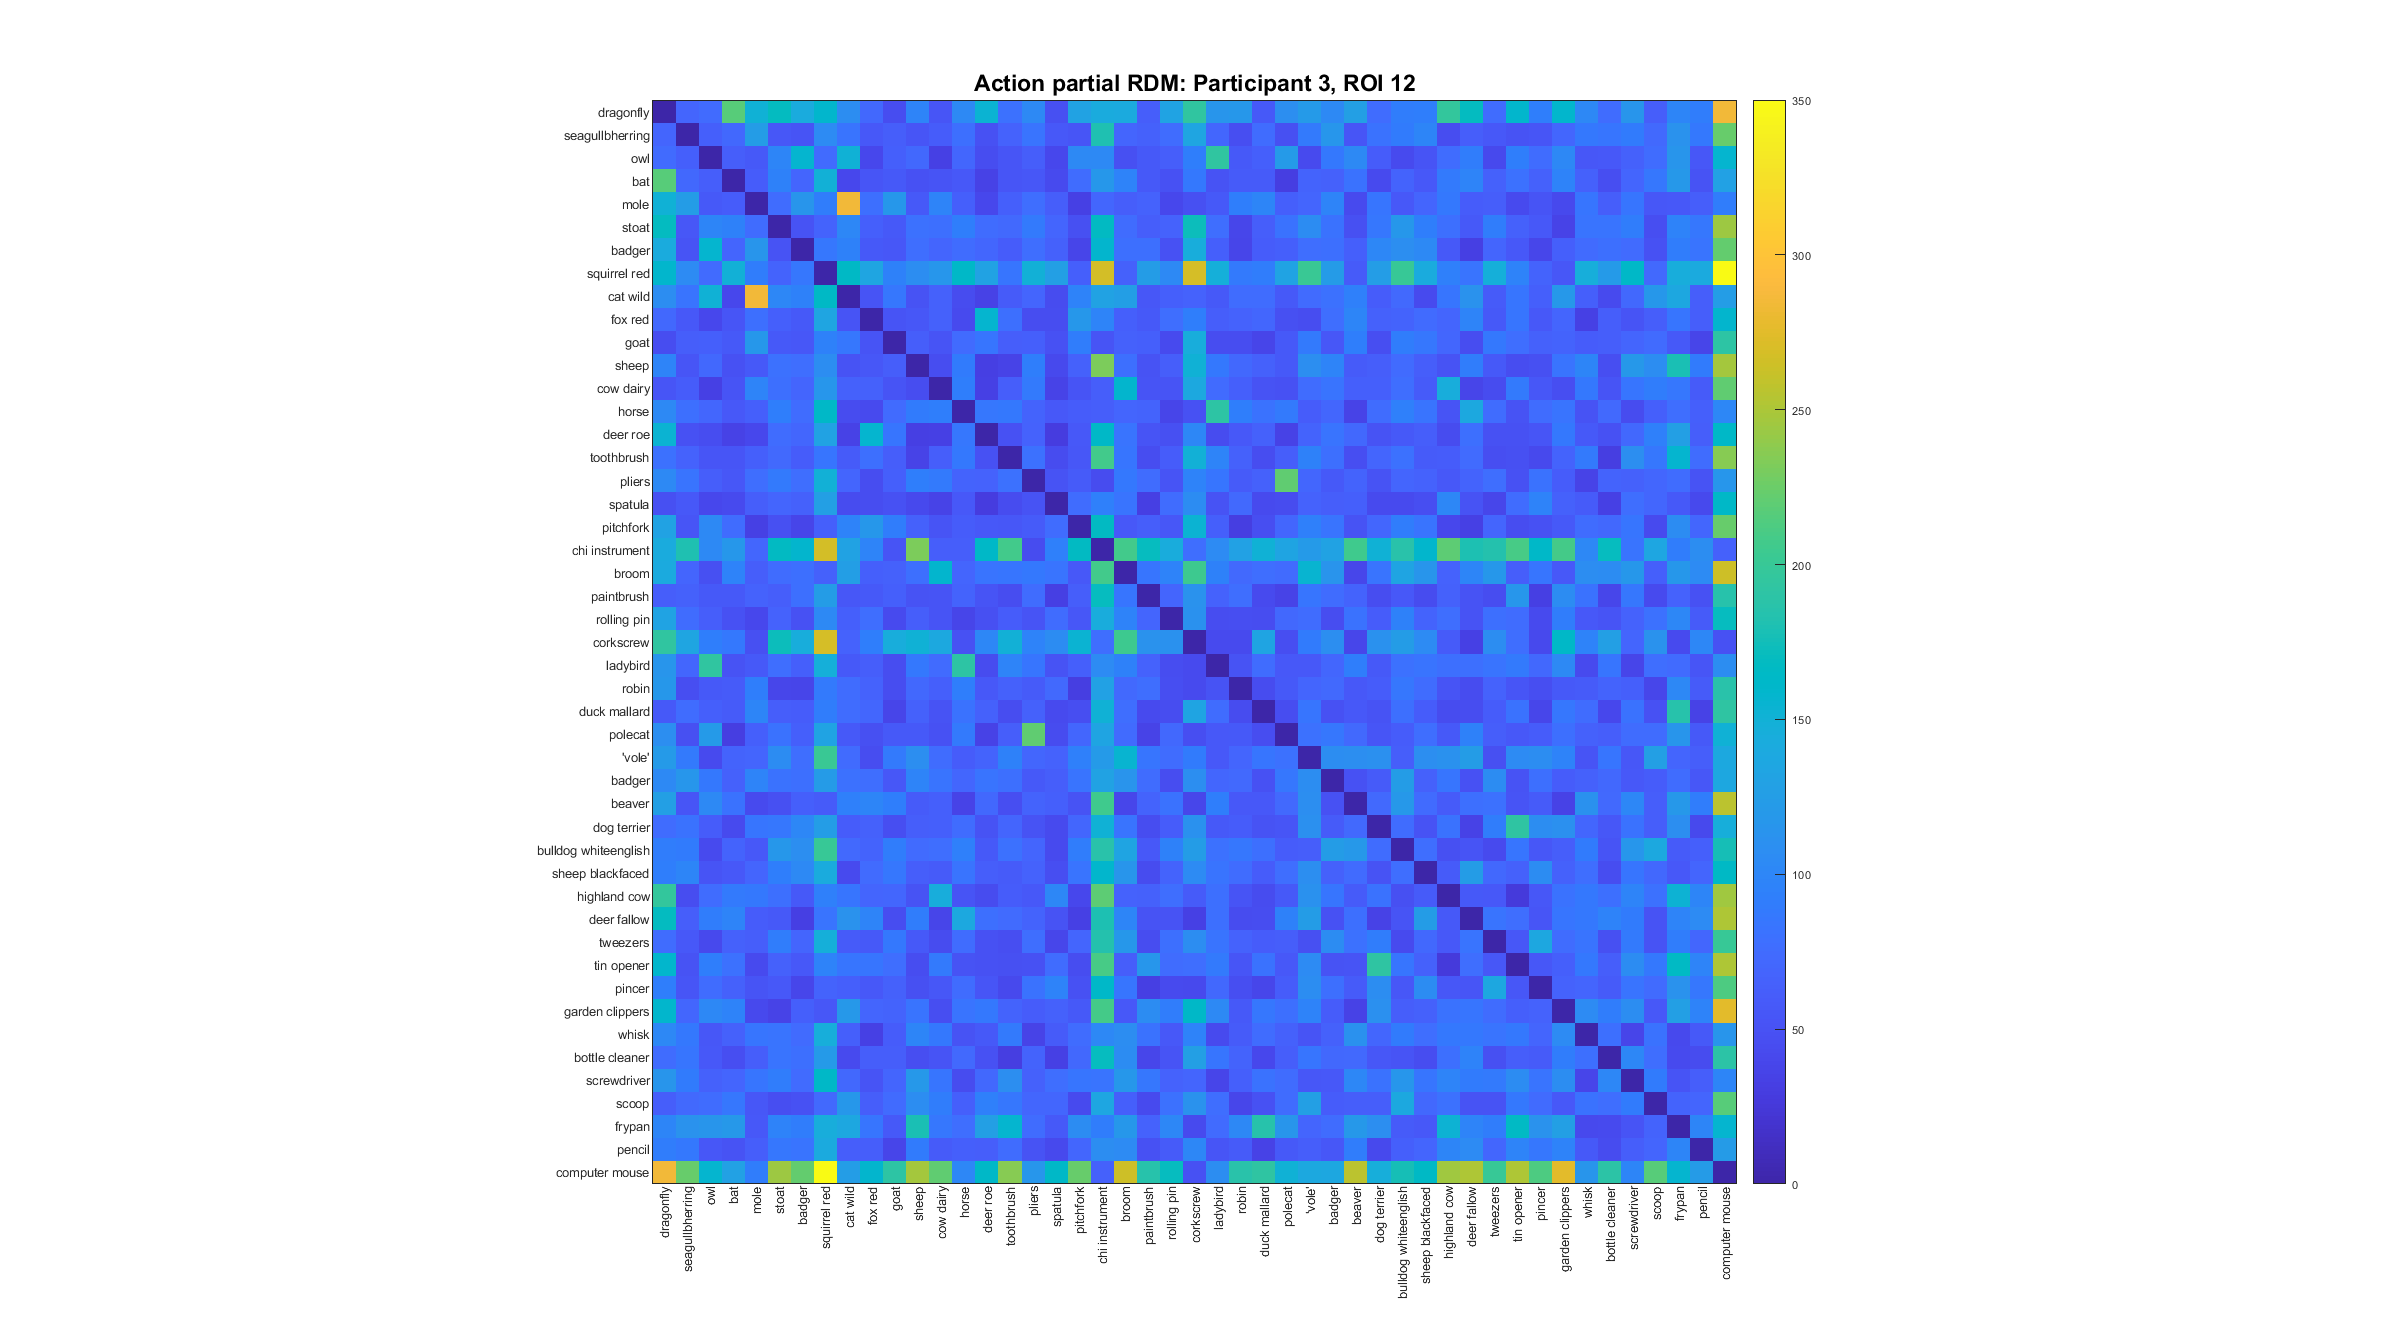 Action partial RDM: Participant 3, ROI 12
dragonfly
seagullbherring
owl
bat
mole
stoat
badger
squirrel red
cat wild
fox red
goat
sheep
cow dairy
horse
deer roe
toothbrush
pliers
spatula
pitchfork
chi instrument
broom
paintbrush
rolling pin
corkscrew
ladybird
robin
duck mallard
polecat
'vole'
badger
beaver
dog terrier
bulldog whiteenglish
sheep blackfaced
highland cow
deer fallow
tweezers
tin opener
pincer
garden clippers
whisk
bottle cleaner
screwdriver
scoop
frypan
pencil
computer mouse
dragonfly
seagullbherring
owl
bat
mole
stoat
badger
squirrel red
cat wild
fox red
goat
sheep
cow dairy
horse
deer roe
toothbrush
pliers
spatula
pitchfork
chi instrument
broom
paintbrush
rolling pin
corkscrew
ladybird
robin
duck mallard
polecat
'vole'
badger
beaver
dog terrier
bulldog whiteenglish
sheep blackfaced
highland cow
deer fallow
tweezers
tin opener
pincer
garden clippers
whisk
bottle cleaner
screwdriver
scoop
frypan
pencil
computer mouse
350
300
250
200
150
100
50
0